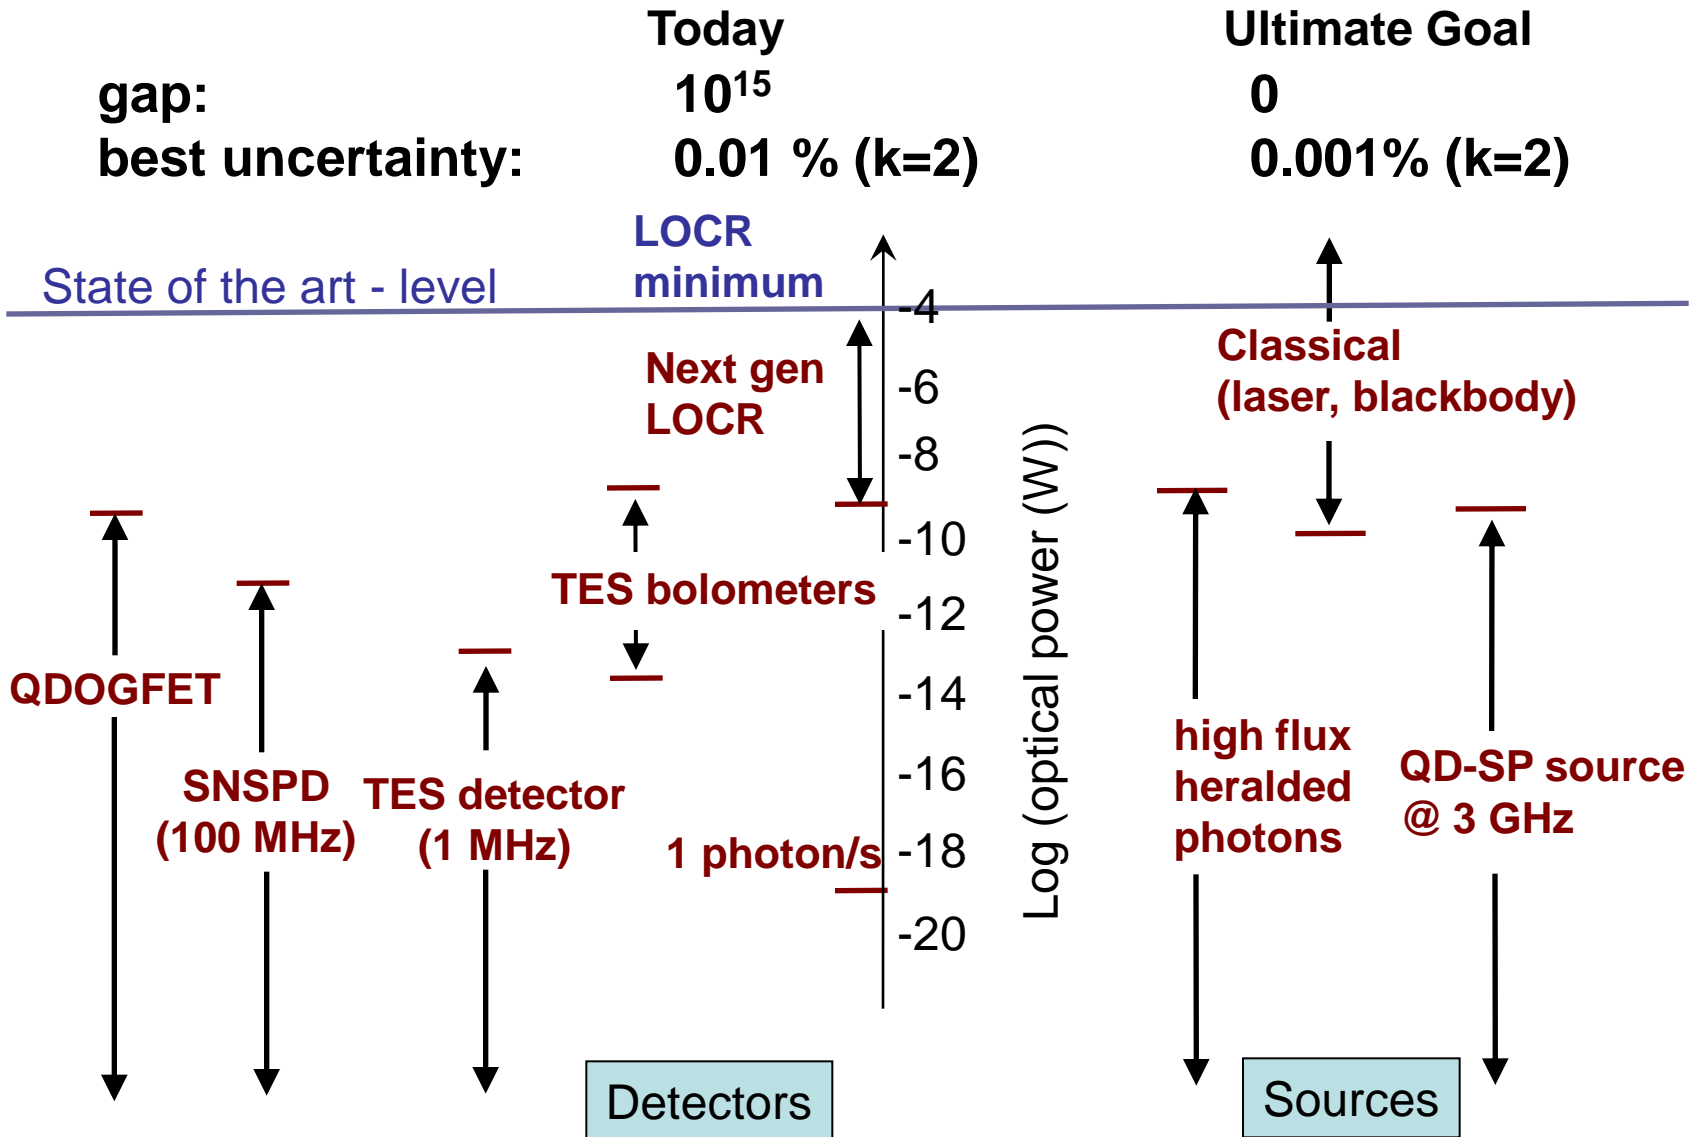 Today Ultimate Goal
gap: 10¹⁵ 0
best uncertainty: 0.01 % (k=2) 0.001% (k=2)
LOCR
minimum
State of the art - level
-4
Next gen
LOCR
-6
-8
-10
-12
-14
-16
-18
-20
Log (optical power (W))
Classical
(laser, blackbody)
TES bolometers
QDOGFET
SNSPD
(100 MHz)
TES detector
(1 MHz)
1 photon/s
high flux
heralded
photons
QD-SP source
@ 3 GHz
Detectors
Sources